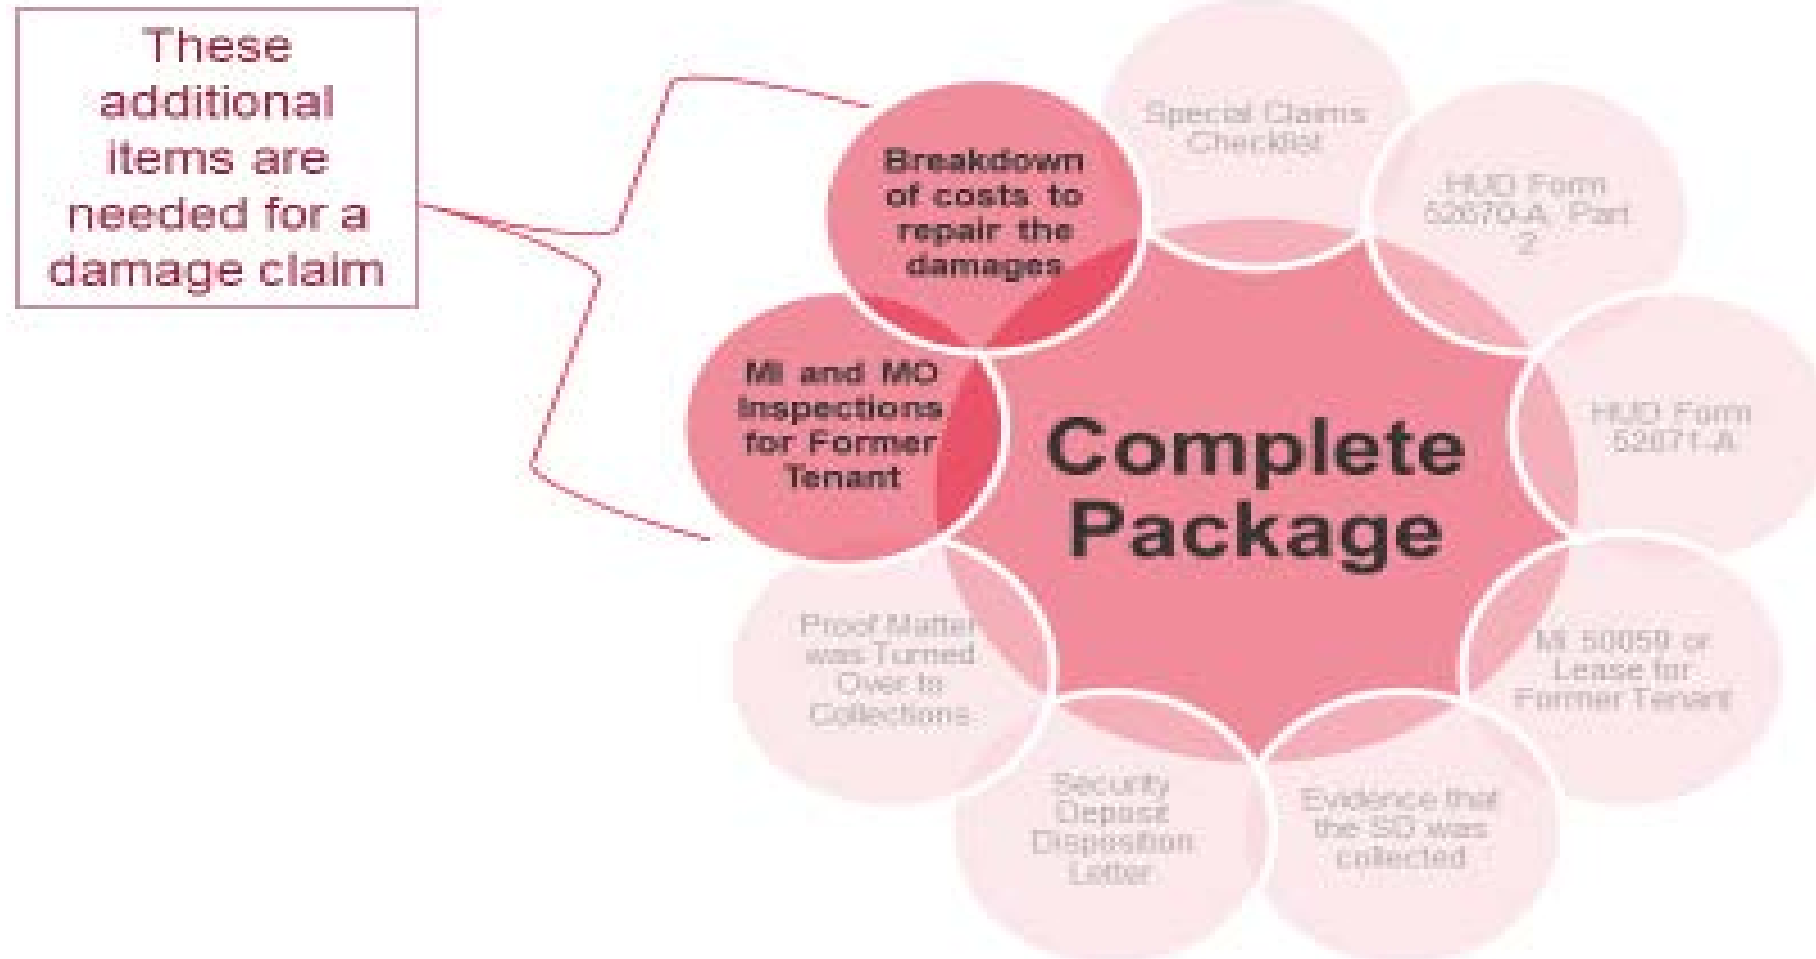 These
additional
items are
needed for a
damage claim
Breakdown
of costs to
repair the
damages
MI and MO
Inspections
for Former
Tenant
Complete
Package
Special Claims
Checklist
HUD Form
52670-A, Part
2
HUD Form
52671-A
MI 50059 or
Lease for
Former Tenant
Evidence that
the SD was
collected
Security
Deposit
Disposition
Letter
Proof Matter
was Turned
Over to
Collections